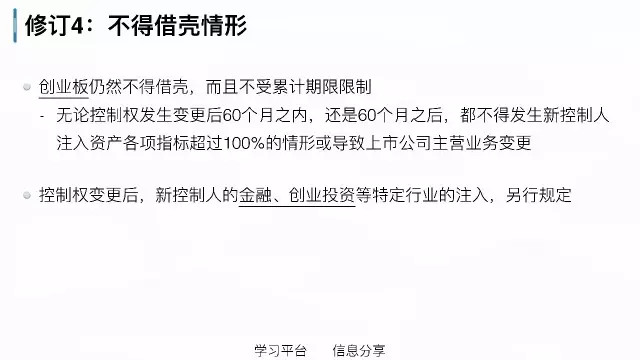 修订4：不得借壳情形
创业板仍然不得借壳，而且不受累计期限限制
- 无论控制权发生变更后60个月之内，还是60个月之后，都不得发生新控制人
注入资产各项指标超过100%的情形或导致上市公司主营业务变更
控制权变更后，新控制人的金融、创业投资等特定行业的注入，另行规定
学习平台 信息分享